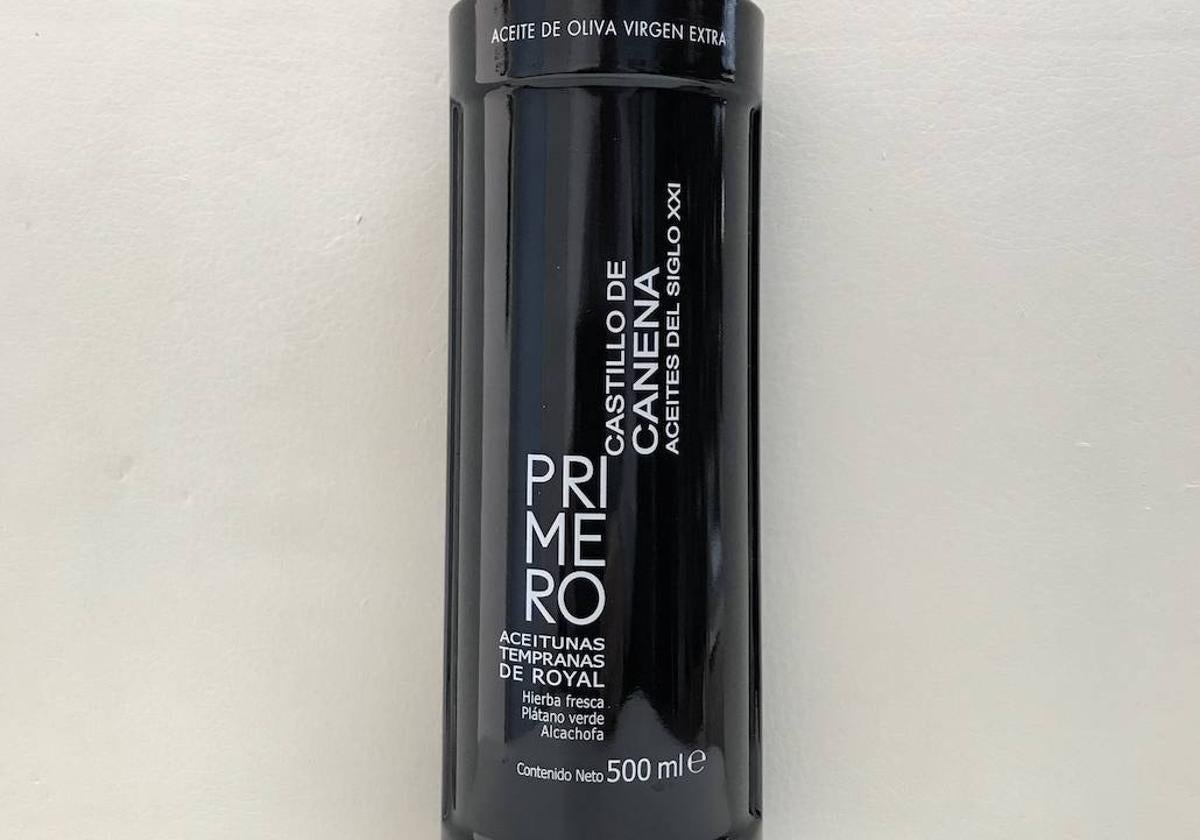 ACEITE DE OLIVA VIRGEN EXTRA
CASTILLO DE
CANENA
ACEITES DEL SIGLO XXI
PRI
ME
RO
ACEITUNAS
TEMPRANAS
DE ROYAL
Hierba fresca
Plátano verde
Alcachofa
Contenido Neto 500 ml ℮